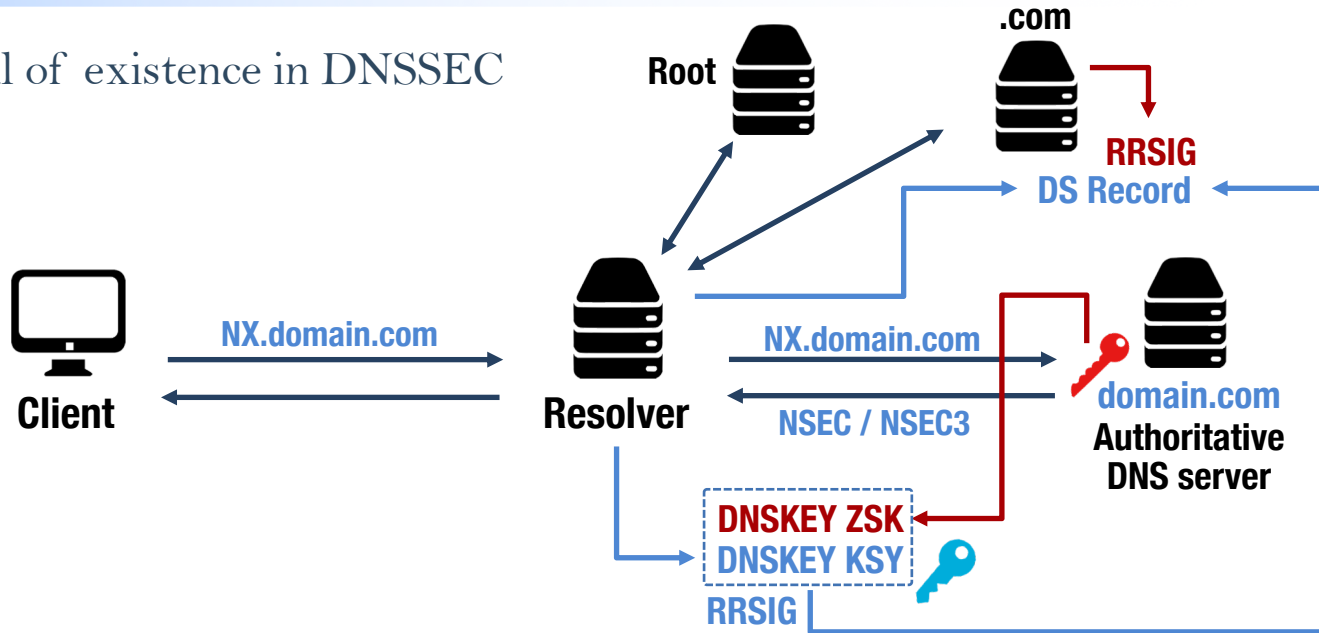 of existence in DNSSEC
Root
.com
RRSIG
DS Record
NX.domain.com
NX.domain.com
Client
Resolver
NSEC / NSEC3
domain.com
Authoritative
DNS server
DNSKEY ZSK
DNSKEY KSY
RRSIG